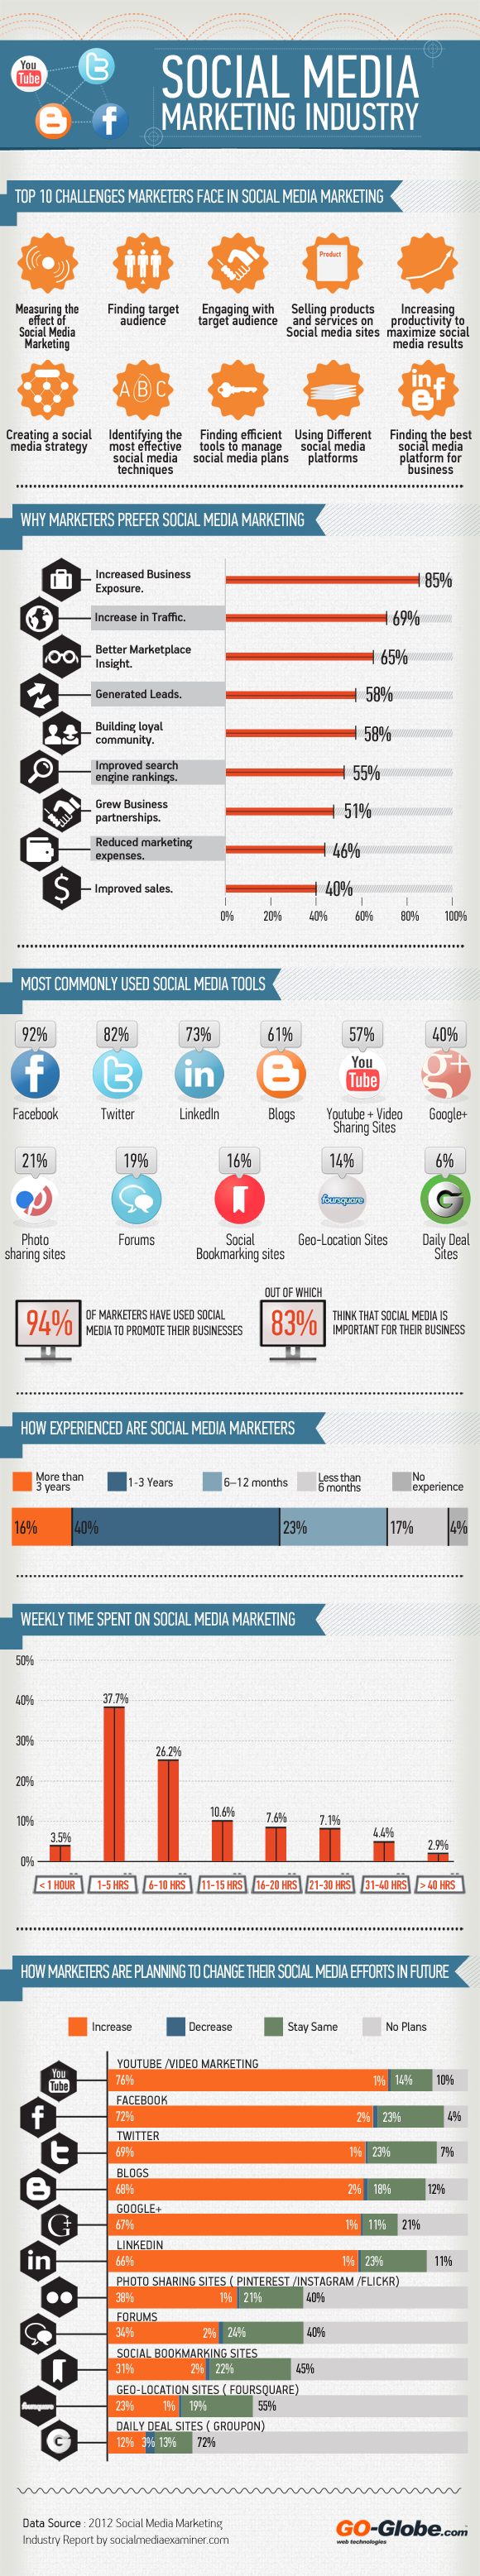 You
Tube
SOCIAL MEDIA
MARKETING INDUSTRY
TOP 10 CHALLENGES MARKETERS FACE IN SOCIAL MEDIA MARKETING
Product
Measuring the
effect of
Social Media
Marketing
Finding target
audience
Engaging with
target audience
Selling products
and services on
Social media sites
Increasing
productivity to
maximize social
media results
A B C
in f
Creating a social
media strategy
Identifying the
most effective
social media
techniques
Finding efficient
tools to manage
social media plans
Using Different
social media
platforms
Finding the best
social media
platform for
business
WHY MARKETERS PREFER SOCIAL MEDIA MARKETING
Increased Business
Exposure.
85%
Increase in Traffic.
69%
Better Marketplace
Insight.
65%
Generated Leads.
58%
Building loyal
community.
58%
Improved search
engine rankings.
55%
Grew Business
partnerships.
51%
Reduced marketing
expenses.
46%
Improved sales.
40%
0% 20% 40% 60% 80% 100%
MOST COMMONLY USED SOCIAL MEDIA TOOLS
92% 82% 73% 61% 57% 40%
You
Tube
in
g+
Facebook
Twitter
LinkedIn
Blogs
Youtube + Video
Sharing Sites
Google+
21% 19% 16% 14% 6%
foursquare
Photo
sharing sites
Forums
Social
Bookmarking sites
Geo-Location Sites
Daily Deal
Sites
94%
OF MARKETERS HAVE USED SOCIAL
MEDIA TO PROMOTE THEIR BUSINESSES
OUT OF WHICH
83%
THINK THAT SOCIAL MEDIA IS
IMPORTANT FOR THEIR BUSINESS
HOW EXPERIENCED ARE SOCIAL MEDIA MARKETERS
More than
3 years
1-3 Years
6-12 months
Less than
6 months
No
experience
16% 40% 23% 17% 4%
WEEKLY TIME SPENT ON SOCIAL MEDIA MARKETING
50%
40%
30%
20%
10%
0%
3.5%
37.7%
26.2%
10.6%
7.6%
7.1%
4.4%
2.9%
< 1 HOUR
1-5 HRS
6-10 HRS
11-15 HRS
16-20 HRS
21-30 HRS
31-40 HRS
> 40 HRS
HOW MARKETERS ARE PLANNING TO CHANGE THEIR SOCIAL MEDIA EFFORTS IN FUTURE
Increase Decrease Stay Same No Plans
You
Tube
YOUTUBE /VIDEO MARKETING
76% 1% 14% 10%
FACEBOOK
72% 2% 23% 4%
TWITTER
69% 1% 23% 7%
BLOGS
68% 2% 18% 12%
GOOGLE+
67% 1% 11% 21%
in
LINKEDIN
66% 1% 23% 11%
PHOTO SHARING SITES ( PINTEREST /INSTAGRAM /FLICKR)
38% 1% 21% 40%
FORUMS
34% 2% 24% 40%
SOCIAL BOOKMARKING SITES
31% 2% 22% 45%
foursquare
GEO-LOCATION SITES ( FOURSQUARE)
23% 1% 19% 55%
DAILY DEAL SITES ( GROUPON)
12% 3% 13% 72%
Data Source : 2012 Social Media Marketing
Industry Report by socialmediaexaminer.com
GO-Globe.com
web technologies